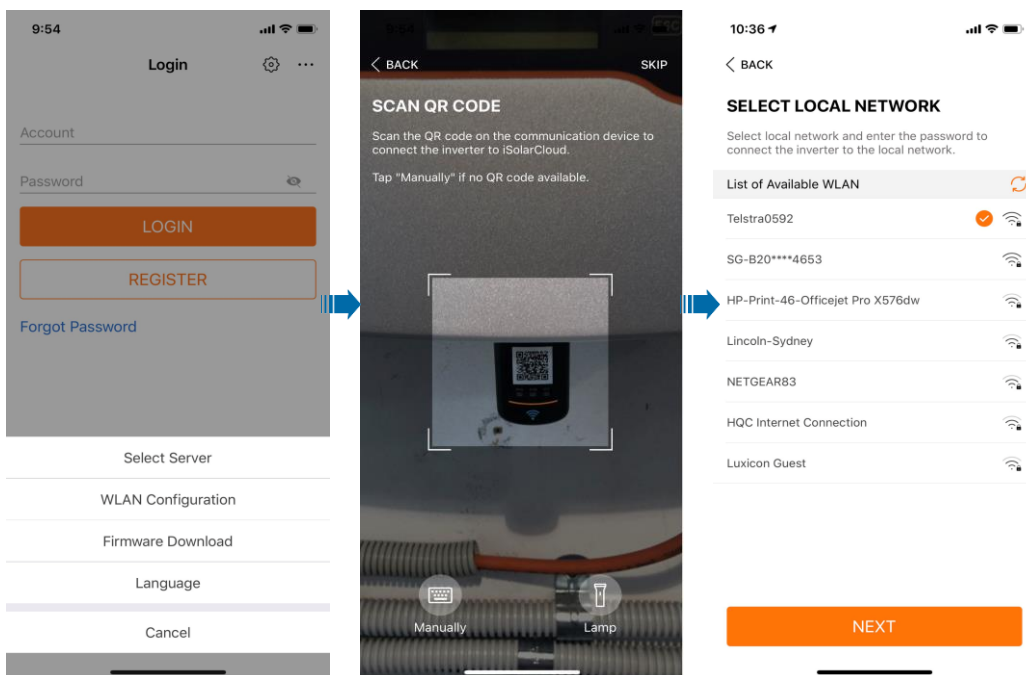 9:54
Login
Account
Password
LOGIN
REGISTER
Forgot Password
Select Server
WLAN Configuration
Firmware Download
Language
Cancel
9:54
BACK
SKIP
SCAN QR CODE
Scan the QR code on the communication device to
connect the inverter to iSolarCloud.
Tap "Manually" if no QR code available.
Manually
Lamp
10:36
BACK
SELECT LOCAL NETWORK
Select local network and enter the password to
connect the inverter to the local network.
List of Available WLAN
Telstra0592
SG-B20****4653
HP-Print-46-Officejet Pro X576dw
Lincoln-Sydney
NETGEAR83
HQC Internet Connection
Luxicon Guest
NEXT